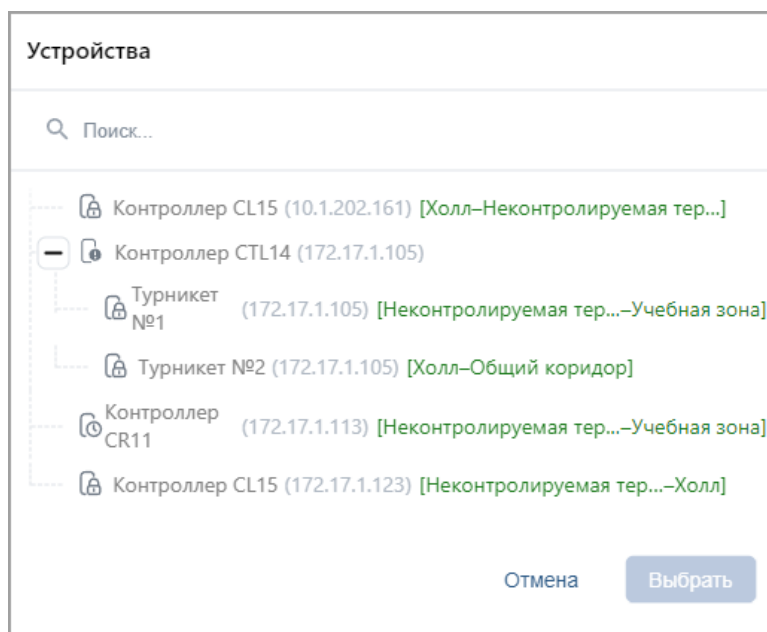 Устройства
Поиск...
Контроллер CL15 (10.1.202.161) [Холл–Неконтролируемая тер...]
Контроллер CTL14 (172.17.1.105)
Турникет №1 (172.17.1.105) [Неконтролируемая тер...–Учебная зона]
Турникет №2 (172.17.1.105) [Холл–Общий коридор]
Контроллер CR11 (172.17.1.113) [Неконтролируемая тер...–Учебная зона]
Контроллер CL15 (172.17.1.123) [Неконтролируемая тер...–Холл]
Отмена Выбрать